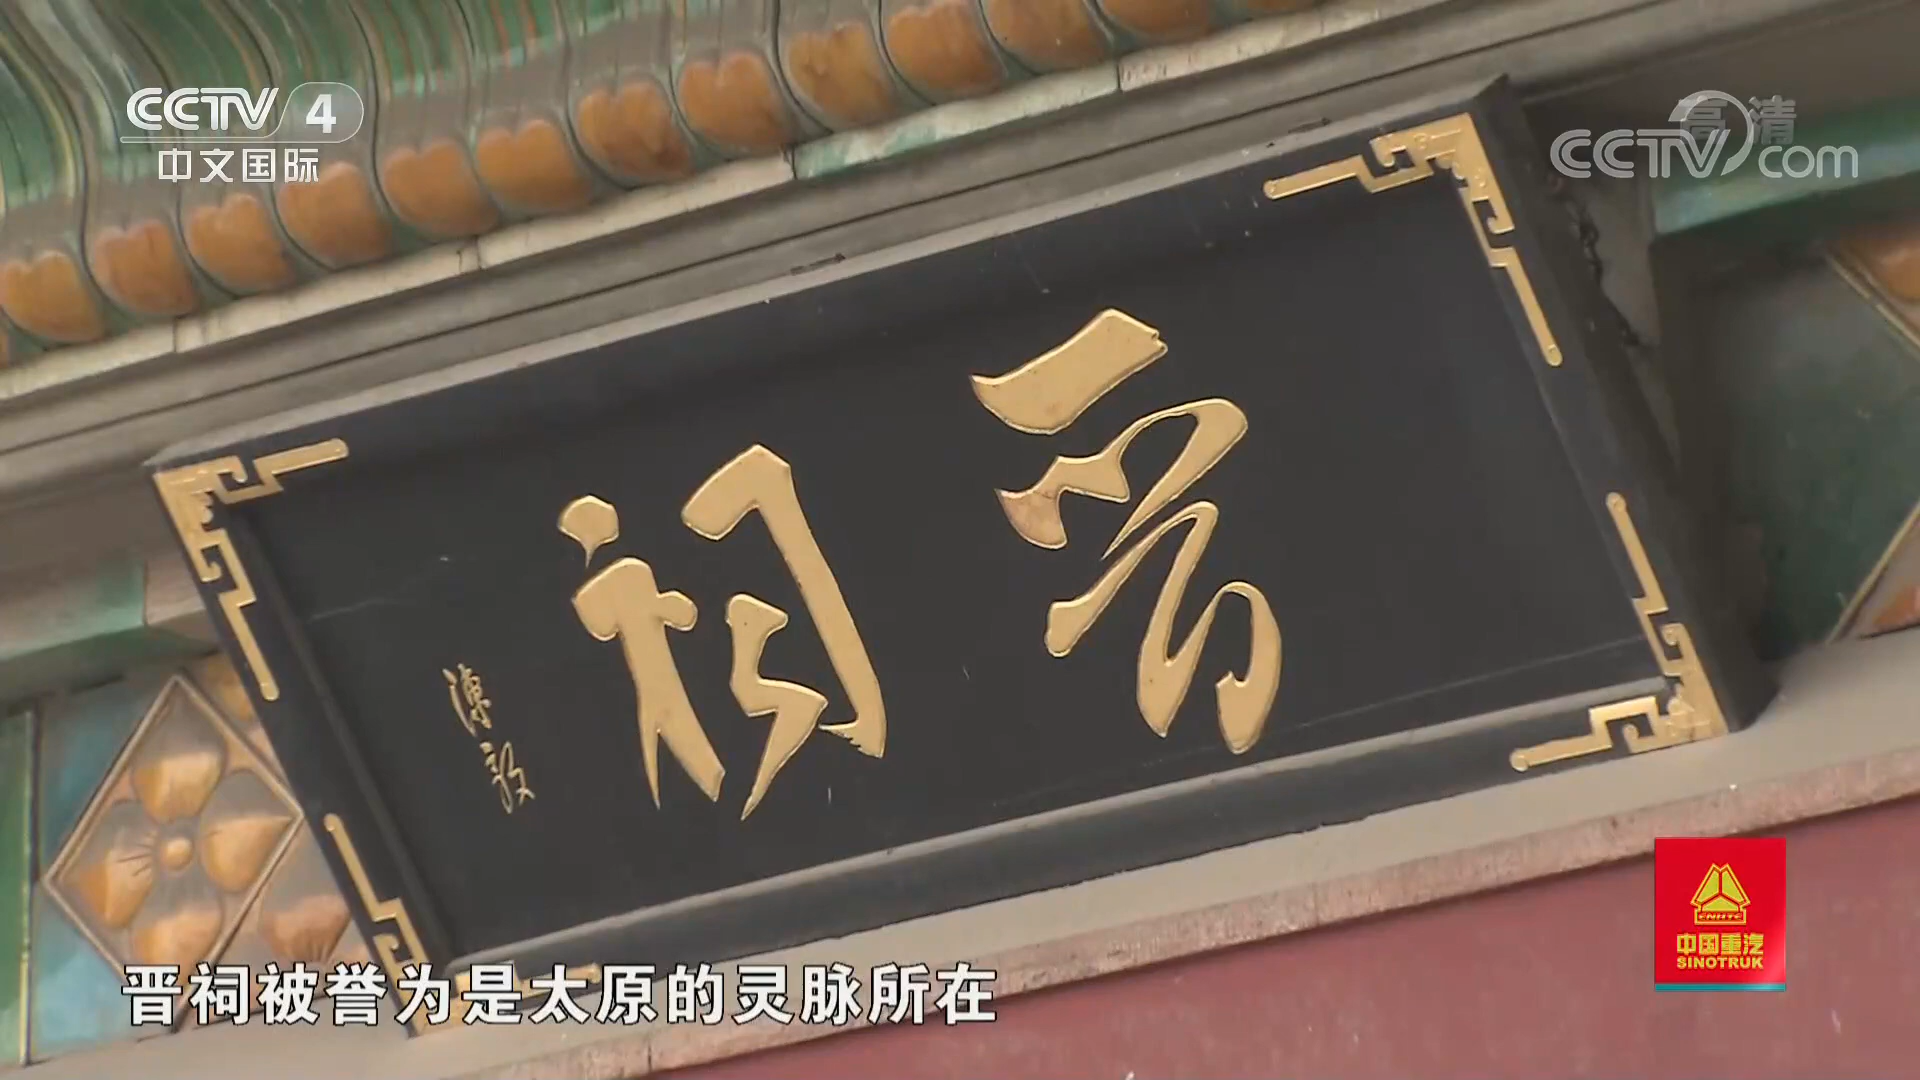 CCTV 4
中文国际
高清
CCTV.com
晋祠
中国重汽
SINOTRUK
晋祠被誉为是太原的灵脉所在